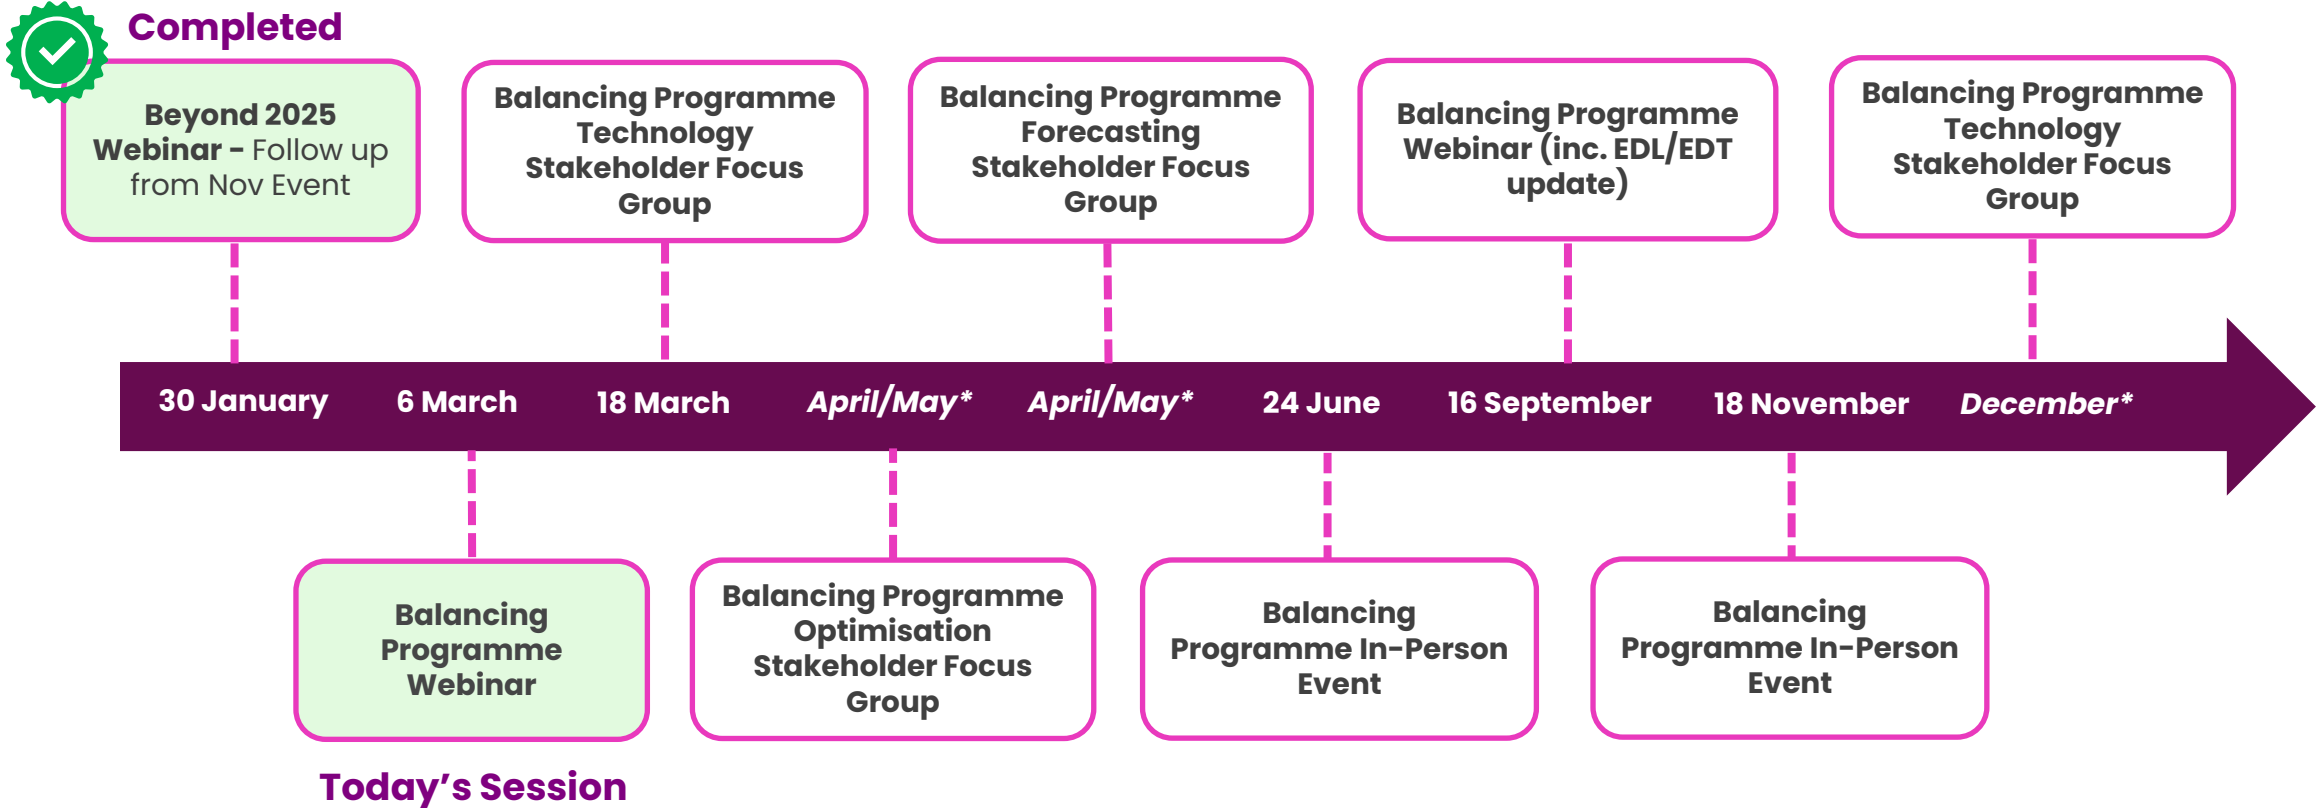 Completed
Beyond 2025
Webinar - Follow up
from Nov Event
Balancing Programme
Technology
Stakeholder Focus
Group
Balancing Programme
Forecasting
Stakeholder Focus
Group
Balancing Programme
Webinar (inc. EDL/EDT
update)
Balancing Programme
Technology
Stakeholder Focus
Group
30 January
6 March
18 March
April/May*
April/May*
24 June
16 September
18 November
December*
Balancing
Programme
Webinar
Balancing Programme
Optimisation
Stakeholder Focus
Group
Balancing
Programme In-Person
Event
Balancing
Programme In-Person
Event
Today's Session